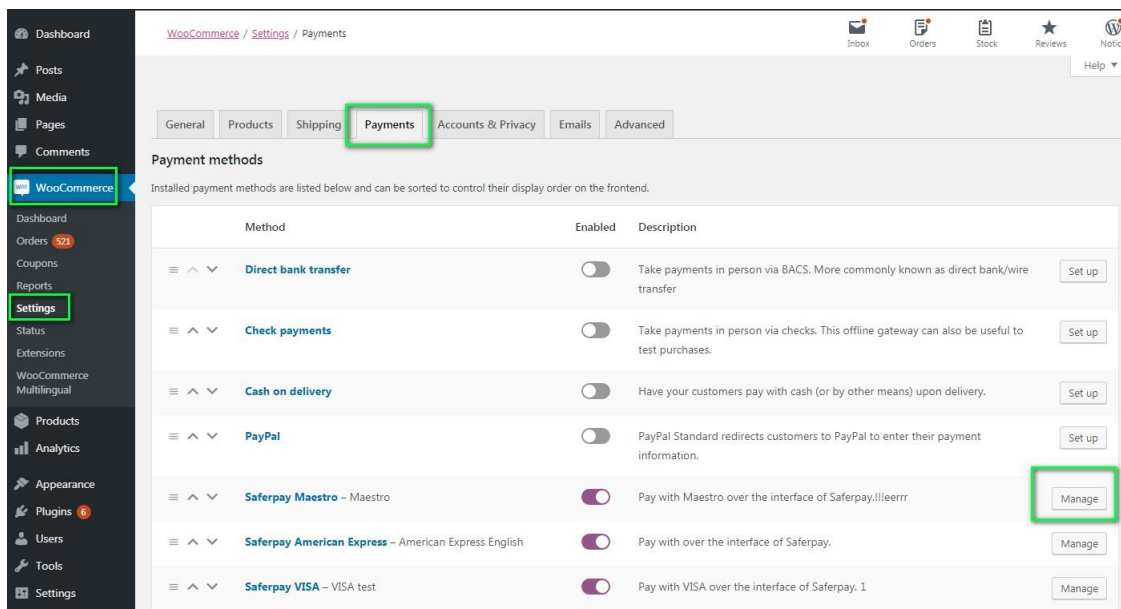 Dashboard
Posts
Media
Pages
Comments
WOO WooCommerce
Dashboard
Orders 521
Coupons
Reports
Settings
Status
Extensions
WooCommerce
Multilingual
Products
Analytics
Appearance
Plugins 6
Users
Tools
Settings
WooCommerce / Settings / Payments
Inbox
Orders
Stock
Reviews
Notic
Help
General Products Shipping Payments Accounts & Privacy Emails Advanced
Payment methods
Installed payment methods are listed below and can be sorted to control their display order on the frontend.
Method Enabled Description
Direct bank transfer
Take payments in person via BACS. More commonly known as direct bank/wire
transfer
Set up
Check payments
Take payments in person via checks. This offline gateway can also be useful to
test purchases.
Set up
Cash on delivery
Have your customers pay with cash (or by other means) upon delivery.
Set up
PayPal
PayPal Standard redirects customers to PayPal to enter their payment
information.
Set up
Saferpay Maestro – Maestro
Pay with Maestro over the interface of Saferpay.!!!eerrr
Manage
Saferpay American Express – American Express English
Pay with over the interface of Saferpay.
Manage
Saferpay VISA – VISA test
Pay with VISA over the interface of Saferpay. 1
Manage